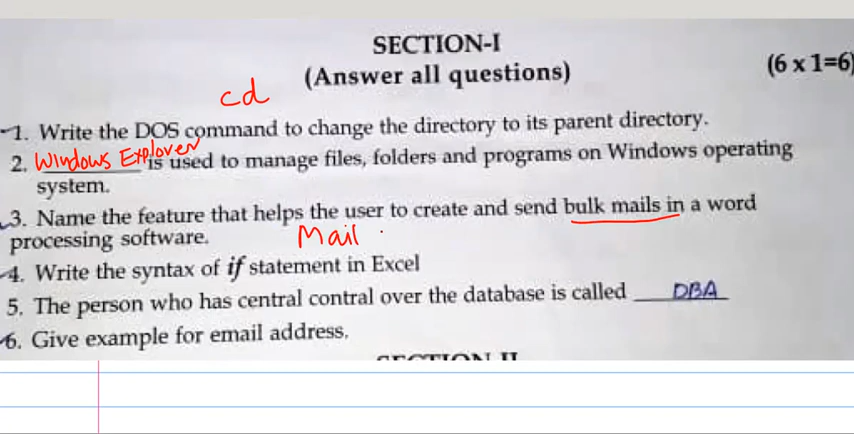 SECTION-I
(Answer all questions)
(6 x 1=6)
cd
1. Write the DOS command to change the directory to its parent directory.
2. Windows Explorer is used to manage files, folders and programs on Windows operating
system.
3. Name the feature that helps the user to create and send bulk mails in a word
processing software.
Mail
4. Write the syntax of if statement in Excel
5. The person who has central contral over the database is called DBA
6. Give example for email address.
SECTION II